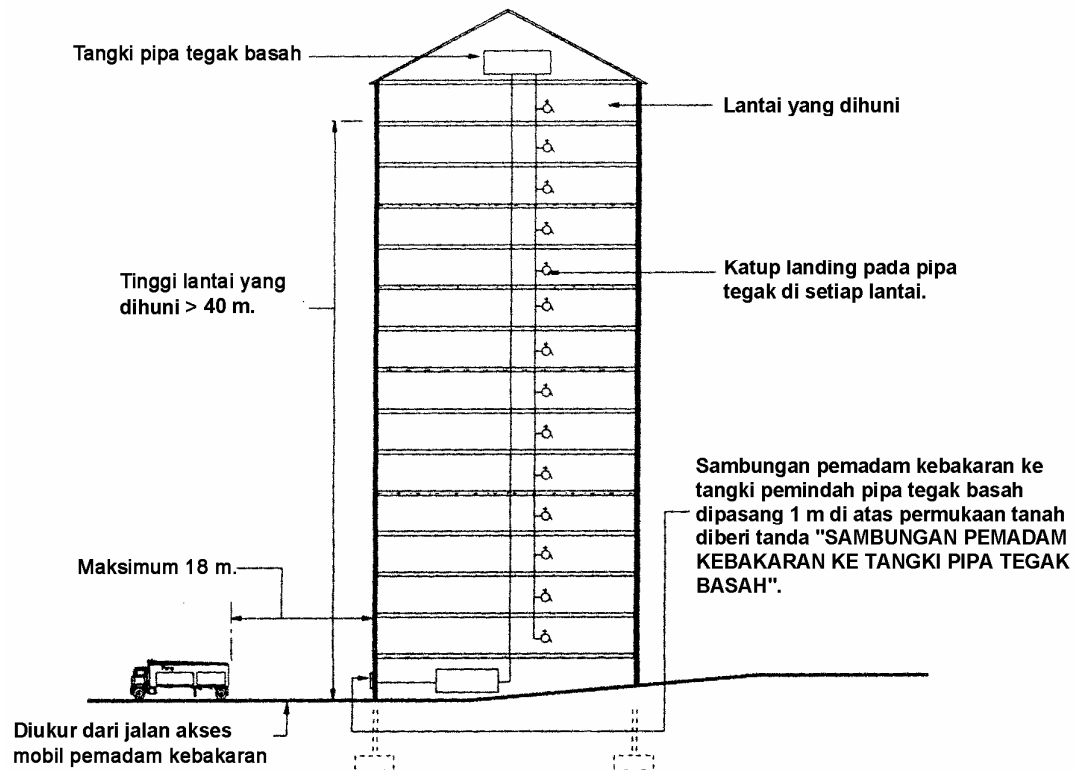 Tangki pipa tegak basah
Lantai yang dihuni
Tinggi lantai yang
dihuni > 40 m.
Katup landing pada pipa
tegak di setiap lantai.
Sambungan pemadam kebakaran ke
tangki pemindah pipa tegak basah
dipasang 1 m di atas permukaan tanah
diberi tanda "SAMBUNGAN PEMADAM
KEBAKARAN KE TANGKI PIPA TEGAK
BASAH".
Maksimum 18 m.
Diukur dari jalan akses
mobil pemadam kebakaran